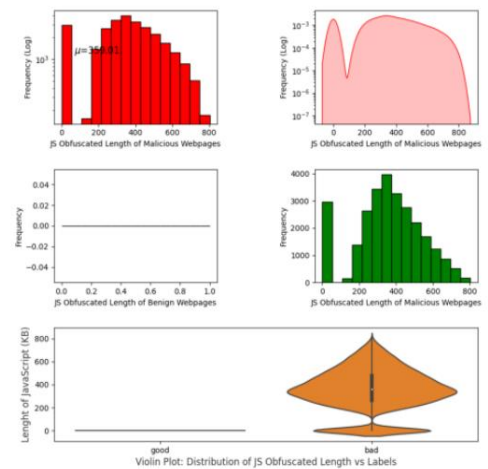 Frequency (Log)
10³
μ=350.01
0 200 400 600 800
JS Obfuscated Length of Malicious Webpages
Frequency (Log)
10⁻³
10⁻⁴
10⁻⁵
10⁻⁶
10⁻⁷
0 200 400 600 800
JS Obfuscated Length of Malicious Webpages
Frequency
0.04
0.02
0.00
−0.02
−0.04
0.0 0.2 0.4 0.6 0.8 1.0
JS Obfuscated Length of Benign Webpages
Frequency
4000
3000
2000
1000
0
0 200 400 600 800
JS Obfuscated Length of Malicious Webpages
Lenght of JavaScript (KB)
800
600
400
200
0
good bad
Violin Plot: Distribution of JS Obfuscated Length vs Labels